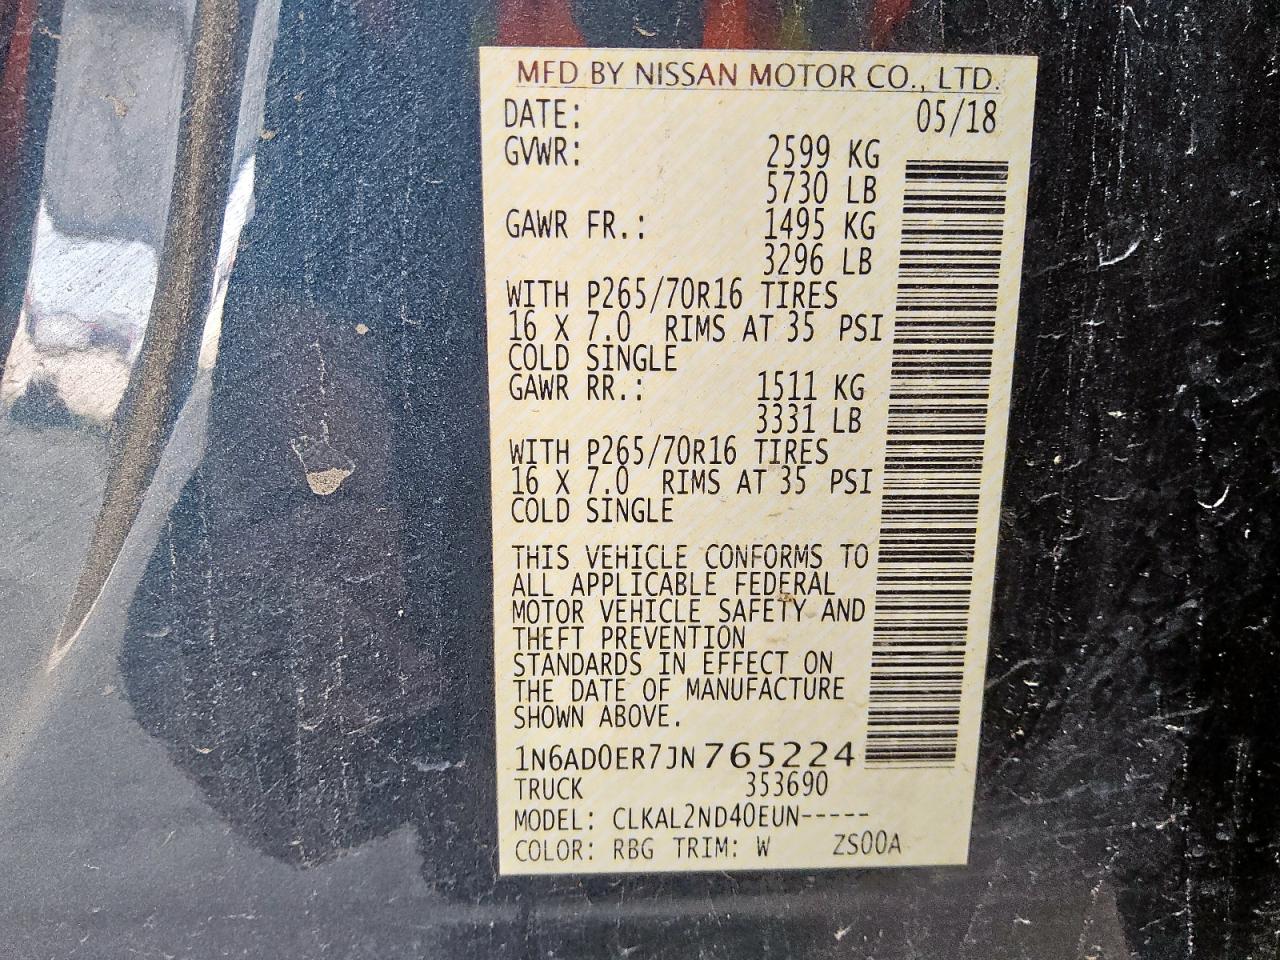 MFD BY NISSAN MOTOR CO., LTD.
DATE: 05/18
GVWR: 2599 KG
5730 LB
GAWR FR.: 1495 KG
3296 LB
WITH P265/70R16 TIRES
16 X 7.0 RIMS AT 35 PSI
COLD SINGLE
GAWR RR.: 1511 KG
3331 LB
WITH P265/70R16 TIRES
16 X 7.0 RIMS AT 35 PSI
COLD SINGLE
THIS VEHICLE CONFORMS TO
ALL APPLICABLE FEDERAL
MOTOR VEHICLE SAFETY AND
THEFT PREVENTION
STANDARDS IN EFFECT ON
THE DATE OF MANUFACTURE
SHOWN ABOVE.
1N6AD0ER7JN765224
TRUCK 353690
MODEL: CLKAL2ND40EUN-----
COLOR: RBG TRIM: W ZS00A